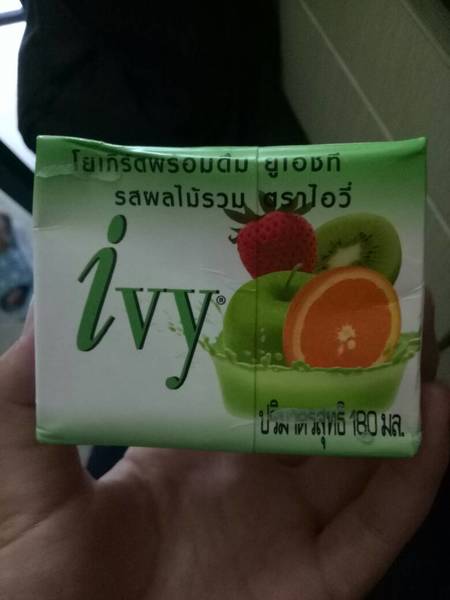 โยเกิร์ตพร้อมดื่ม ยูเอชที
รสผลไม้รวม ตราไอวี่
ivy®
ปริมาตรสุทธิ 180 มล.